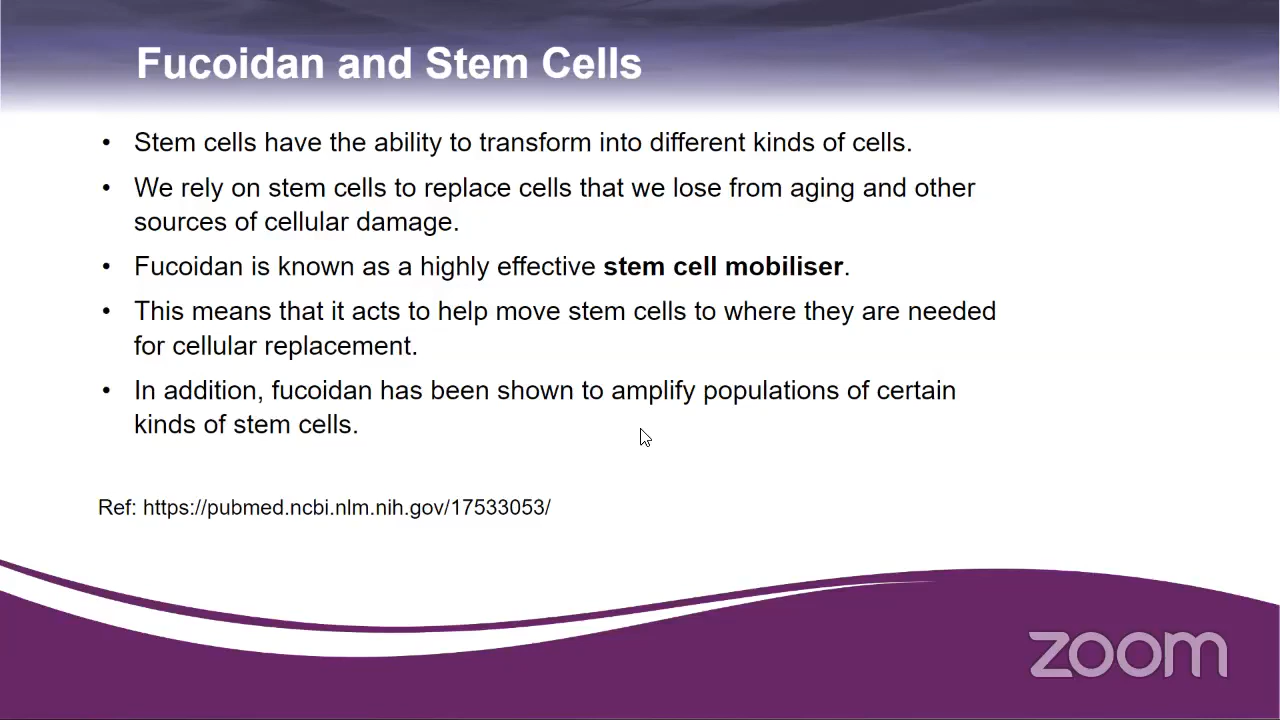 Fucoidan and Stem Cells
• Stem cells have the ability to transform into different kinds of cells.
• We rely on stem cells to replace cells that we lose from aging and other
sources of cellular damage.
• Fucoidan is known as a highly effective stem cell mobiliser.
• This means that it acts to help move stem cells to where they are needed
for cellular replacement.
• In addition, fucoidan has been shown to amplify populations of certain
kinds of stem cells.
Ref: https://pubmed.ncbi.nlm.nih.gov/17533053/
zoom